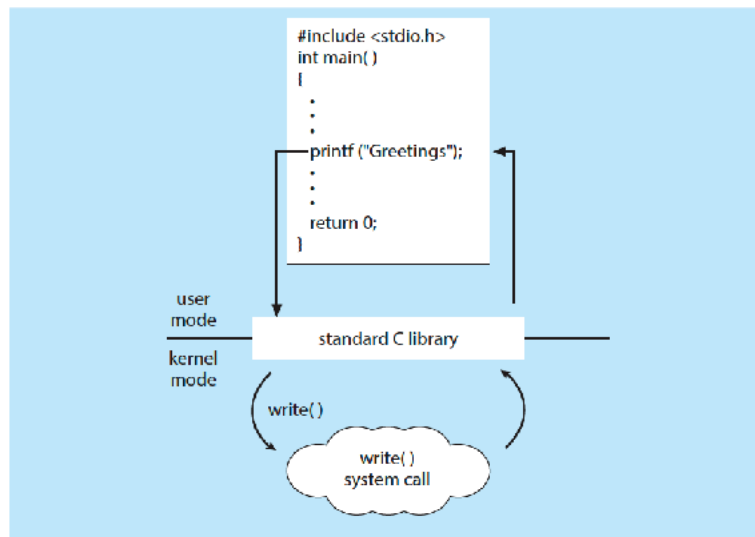 #include <stdio.h>
int main( )
{
•
•
•
printf ("Greetings");
•
•
•
return 0;
}
user
mode
standard C library
kernel
mode
write( )
write( )
system call